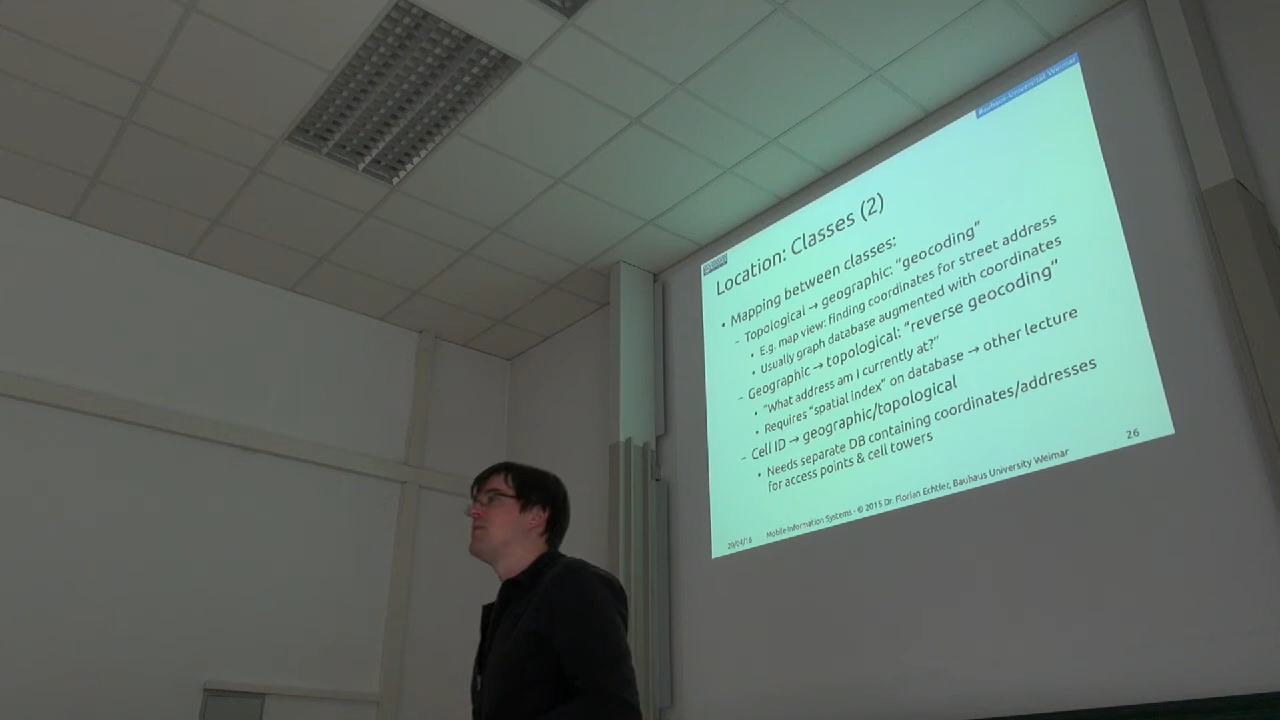 Bauhaus-Universität Weimar
Location: Classes (2)
• Mapping between classes:
– Topological → geographic: “geocoding”
• E.g. map view: finding coordinates for street address
• Usually graph database augmented with coordinates
– Geographic → topological: “reverse geocoding”
• “What address am I currently at?”
• Requires “spatial index” on database → other lecture
– Cell ID → geographic/topological
• Needs separate DB containing coordinates/addresses
for access points & cell towers
26
20/04/16 Mobile Information Systems - © 2015 Dr. Florian Echtler, Bauhaus University Weimar